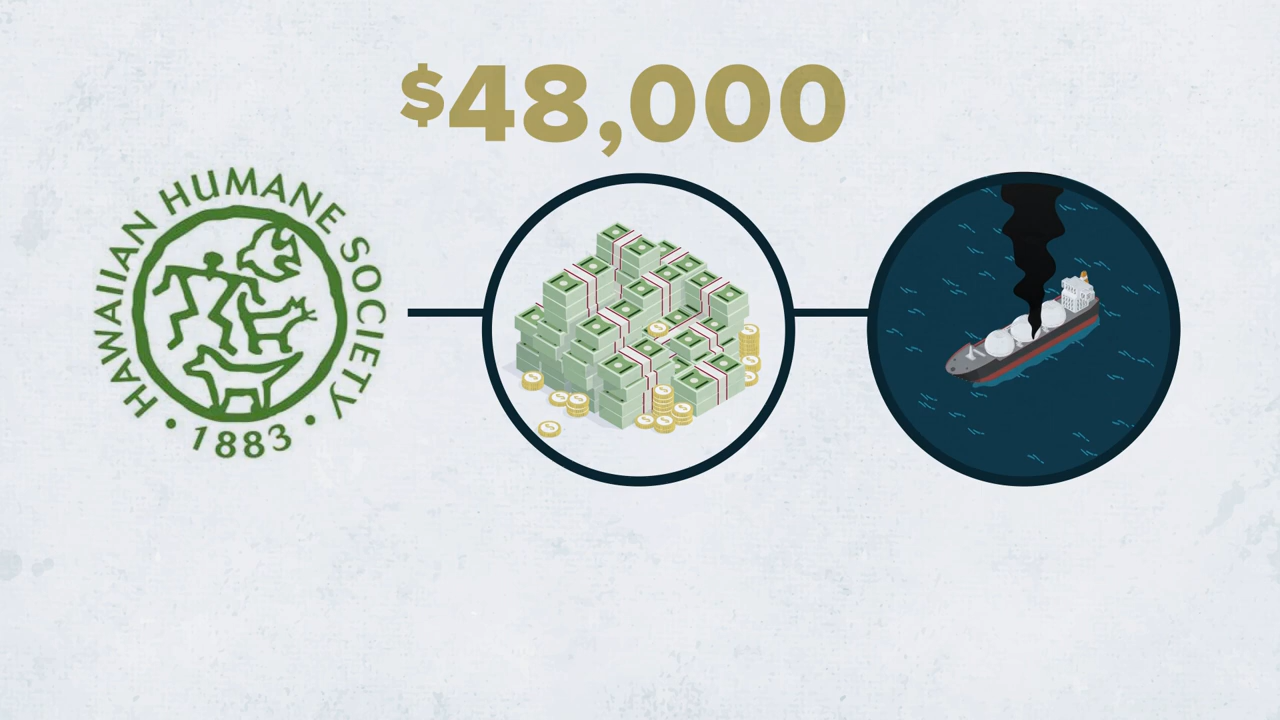 $48,000
HAWAIIAN HUMANE SOCIETY
• 1883 •